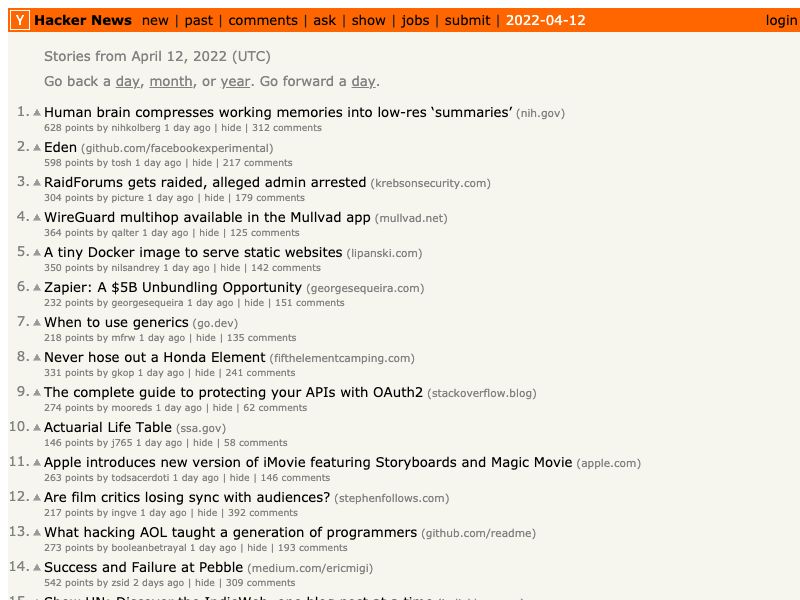 Y Hacker News new | past | comments | ask | show | jobs | submit | 2022-04-12 login
Stories from April 12, 2022 (UTC)
Go back a day, month, or year. Go forward a day.
1. Human brain compresses working memories into low-res ‘summaries’ (nih.gov)
628 points by nihkolberg 1 day ago | hide | 312 comments
2. Eden (github.com/facebookexperimental)
598 points by tosh 1 day ago | hide | 217 comments
3. RaidForums gets raided, alleged admin arrested (krebsonsecurity.com)
304 points by picture 1 day ago | hide | 179 comments
4. WireGuard multihop available in the Mullvad app (mullvad.net)
364 points by qalter 1 day ago | hide | 125 comments
5. A tiny Docker image to serve static websites (lipanski.com)
350 points by nilsandrey 1 day ago | hide | 142 comments
6. Zapier: A $5B Unbundling Opportunity (georgesequeira.com)
232 points by georgesequeira 1 day ago | hide | 151 comments
7. When to use generics (go.dev)
218 points by mfrw 1 day ago | hide | 135 comments
8. Never hose out a Honda Element (fifthelementcamping.com)
331 points by gkop 1 day ago | hide | 241 comments
9. The complete guide to protecting your APIs with OAuth2 (stackoverflow.blog)
274 points by mooreds 1 day ago | hide | 62 comments
10. Actuarial Life Table (ssa.gov)
146 points by j765 1 day ago | hide | 58 comments
11. Apple introduces new version of iMovie featuring Storyboards and Magic Movie (apple.com)
263 points by todsacerdoti 1 day ago | hide | 146 comments
12. Are film critics losing sync with audiences? (stephenfollows.com)
217 points by ingve 1 day ago | hide | 392 comments
13. What hacking AOL taught a generation of programmers (github.com/readme)
273 points by booleanbetrayal 1 day ago | hide | 193 comments
14. Success and Failure at Pebble (medium.com/ericmigi)
542 points by zsid 2 days ago | hide | 309 comments
15. Show HN: Discover the IndieWeb, one blog post at a time